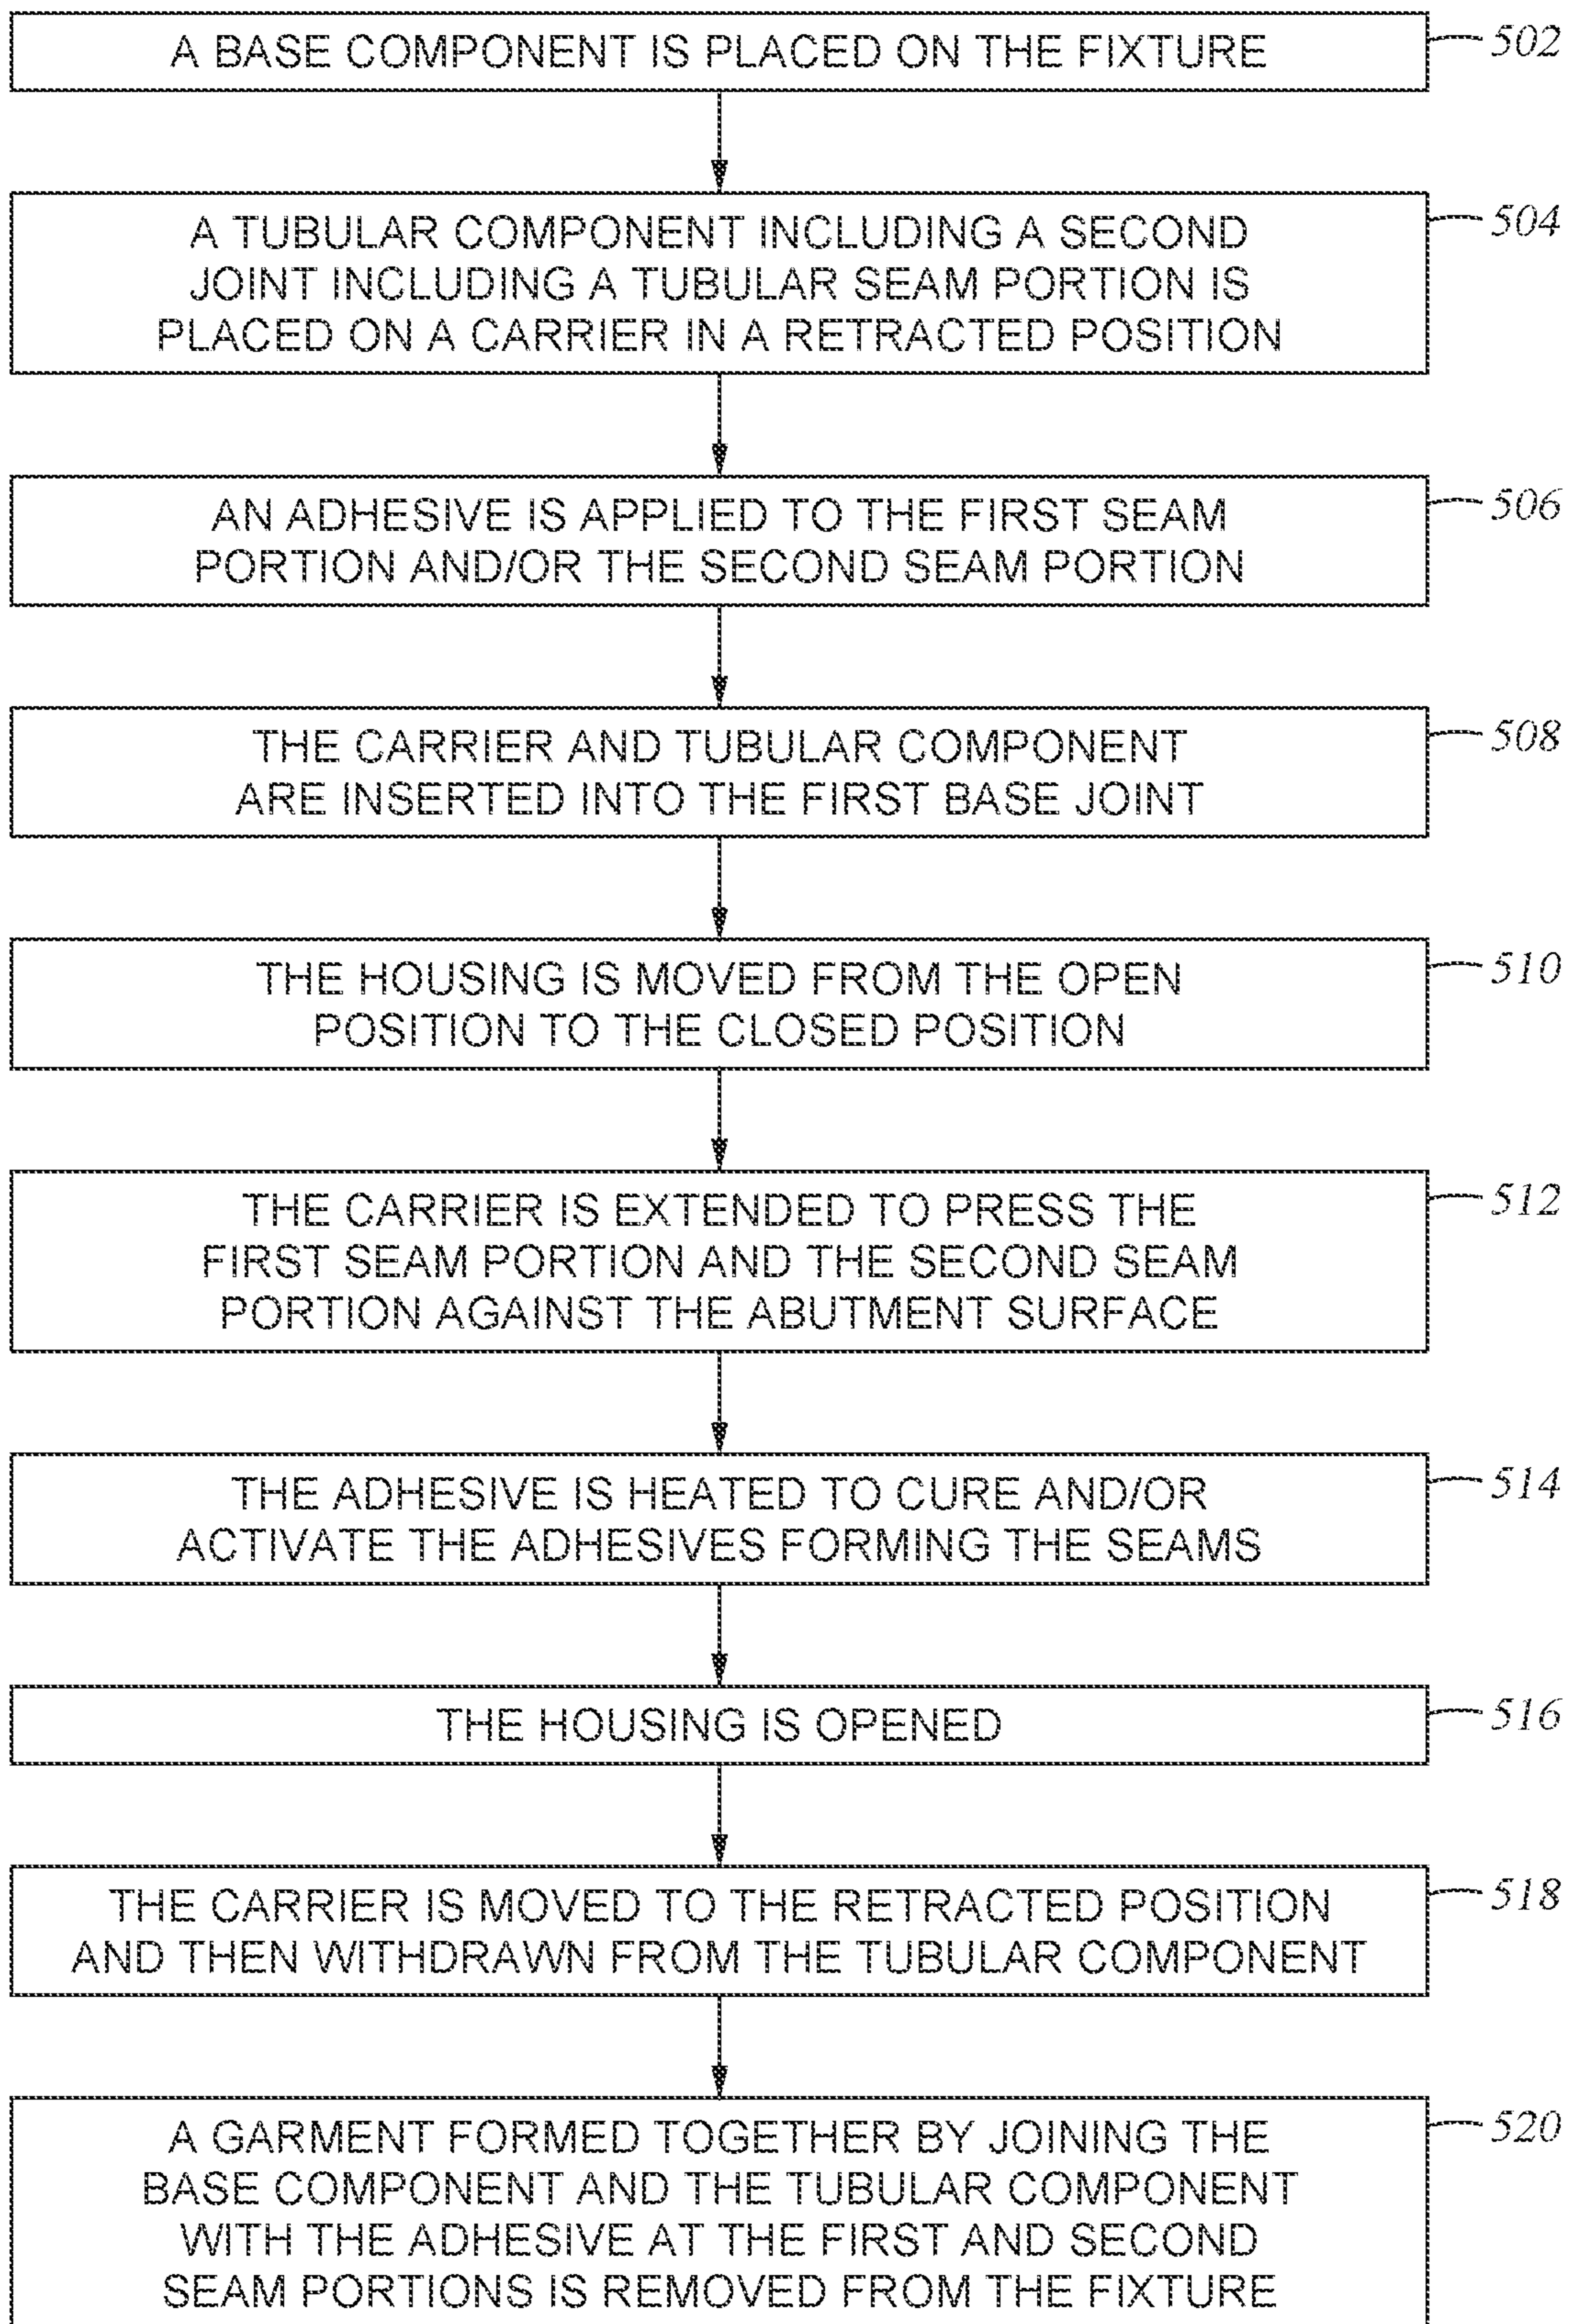 A BASE COMPONENT IS PLACED ON THE FIXTURE
502
A TUBULAR COMPONENT INCLUDING A SECOND
JOINT INCLUDING A TUBULAR SEAM PORTION IS
PLACED ON A CARRIER IN A RETRACTED POSITION
504
AN ADHESIVE IS APPLIED TO THE FIRST SEAM
PORTION AND/OR THE SECOND SEAM PORTION
506
THE CARRIER AND TUBULAR COMPONENT
ARE INSERTED INTO THE FIRST BASE JOINT
508
THE HOUSING IS MOVED FROM THE OPEN
POSITION TO THE CLOSED POSITION
510
THE CARRIER IS EXTENDED TO PRESS THE
FIRST SEAM PORTION AND THE SECOND SEAM
PORTION AGAINST THE ABUTMENT SURFACE
512
THE ADHESIVE IS HEATED TO CURE AND/OR
ACTIVATE THE ADHESIVES FORMING THE SEAMS
514
THE HOUSING IS OPENED
516
THE CARRIER IS MOVED TO THE RETRACTED POSITION
AND THEN WITHDRAWN FROM THE TUBULAR COMPONENT
518
A GARMENT FORMED TOGETHER BY JOINING THE
BASE COMPONENT AND THE TUBULAR COMPONENT
WITH THE ADHESIVE AT THE FIRST AND SECOND
SEAM PORTIONS IS REMOVED FROM THE FIXTURE
520